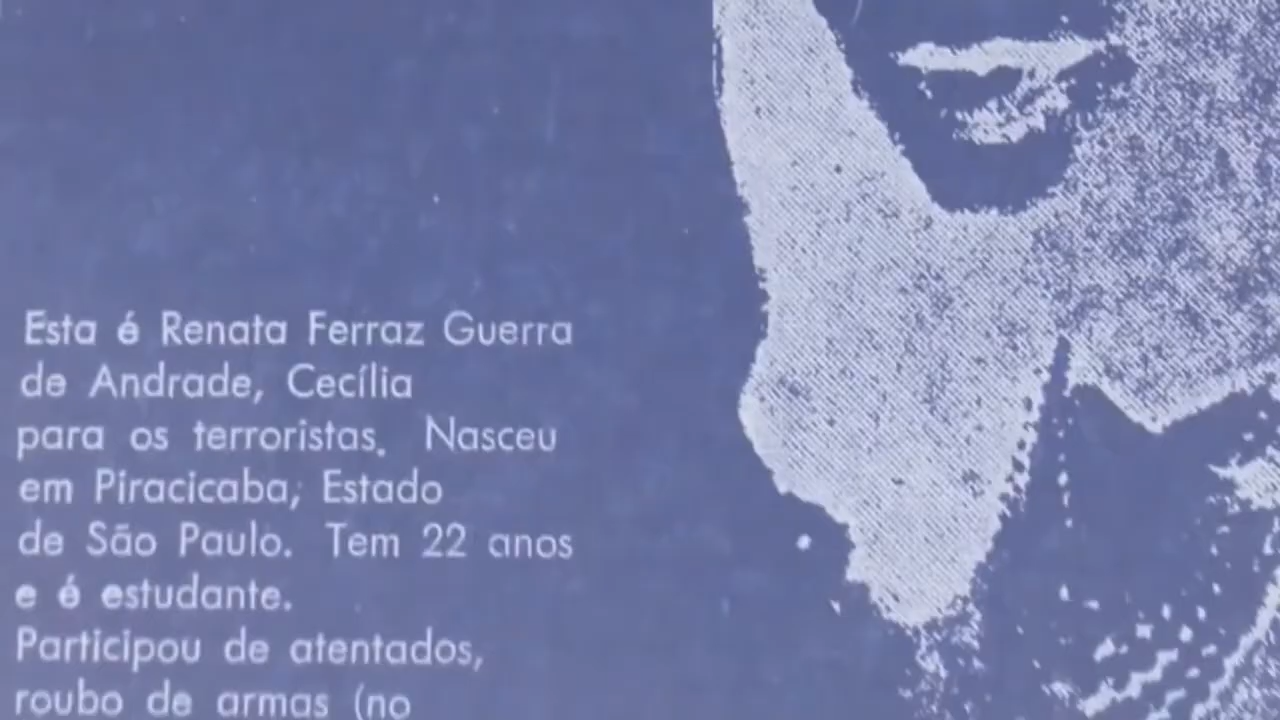 Esta é Renata Ferraz Guerra
de Andrade, Cecília
para os terroristas. Nasceu
em Piracicaba, Estado
de São Paulo. Tem 22 anos
e é estudante.
Participou de atentados,
roubo de armas (no